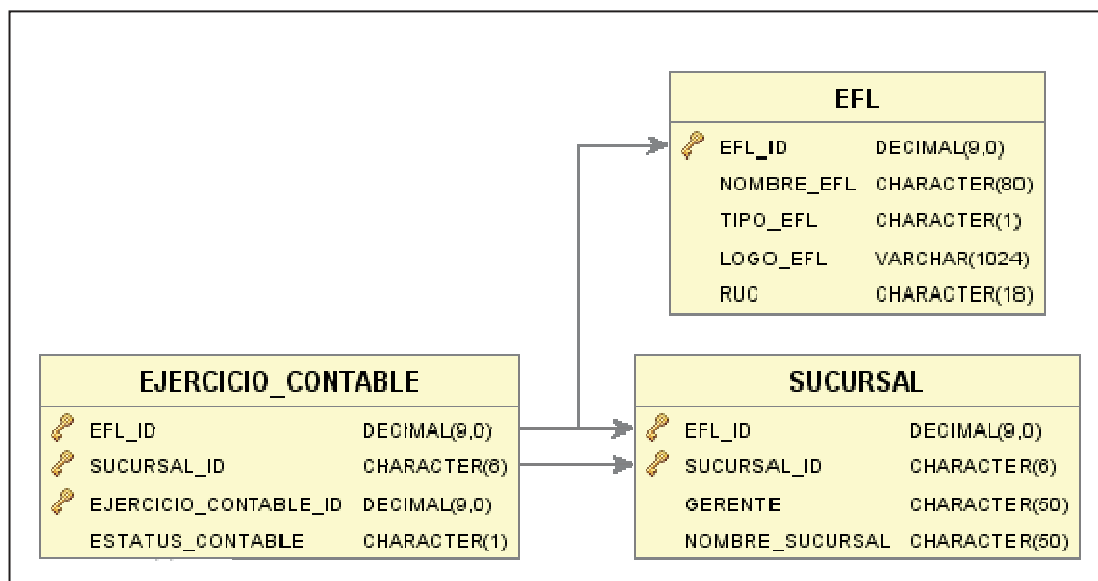 EFL
EFL_ID DECIMAL(9,0)
NOMBRE_EFL CHARACTER(80)
TIPO_EFL CHARACTER(1)
LOGO_EFL VARCHAR(1024)
RUC CHARACTER(18)
EJERCICIO_CONTABLE
EFL_ID DECIMAL(9,0)
SUCURSAL_ID CHARACTER(6)
EJERCICIO_CONTABLE_ID DECIMAL(9,0)
ESTATUS_CONTABLE CHARACTER(1)
SUCURSAL
EFL_ID DECIMAL(9,0)
SUCURSAL_ID CHARACTER(6)
GERENTE CHARACTER(50)
NOMBRE_SUCURSAL CHARACTER(50)